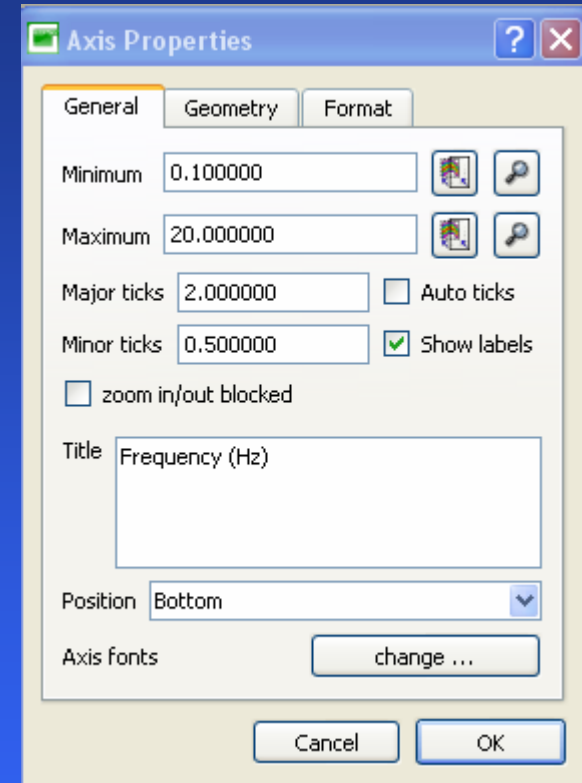 Axis Properties
General Geometry Format
Minimum 0.100000
Maximum 20.000000
Major ticks 2.000000 Auto ticks
Minor ticks 0.500000 Show labels
zoom in/out blocked
Title Frequency (Hz)
Position Bottom
Axis fonts change ...
Cancel OK